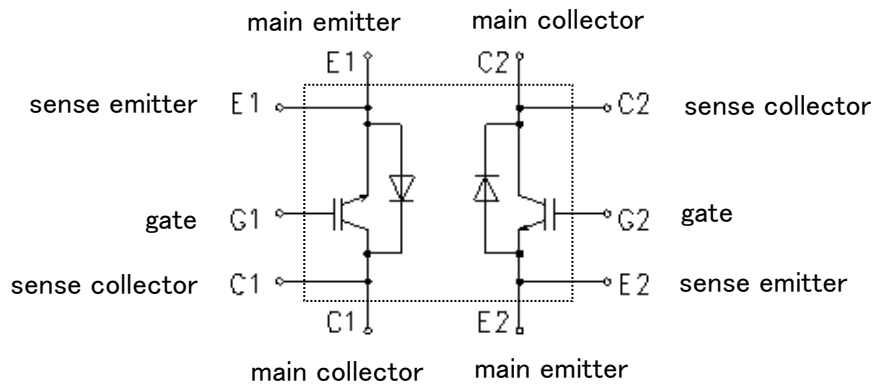 main emitter main collector
E1 C2
sense emitter E1 C2 sense collector
gate G1 G2 gate
sense collector C1 E2 sense emitter
C1 E2
main collector main emitter